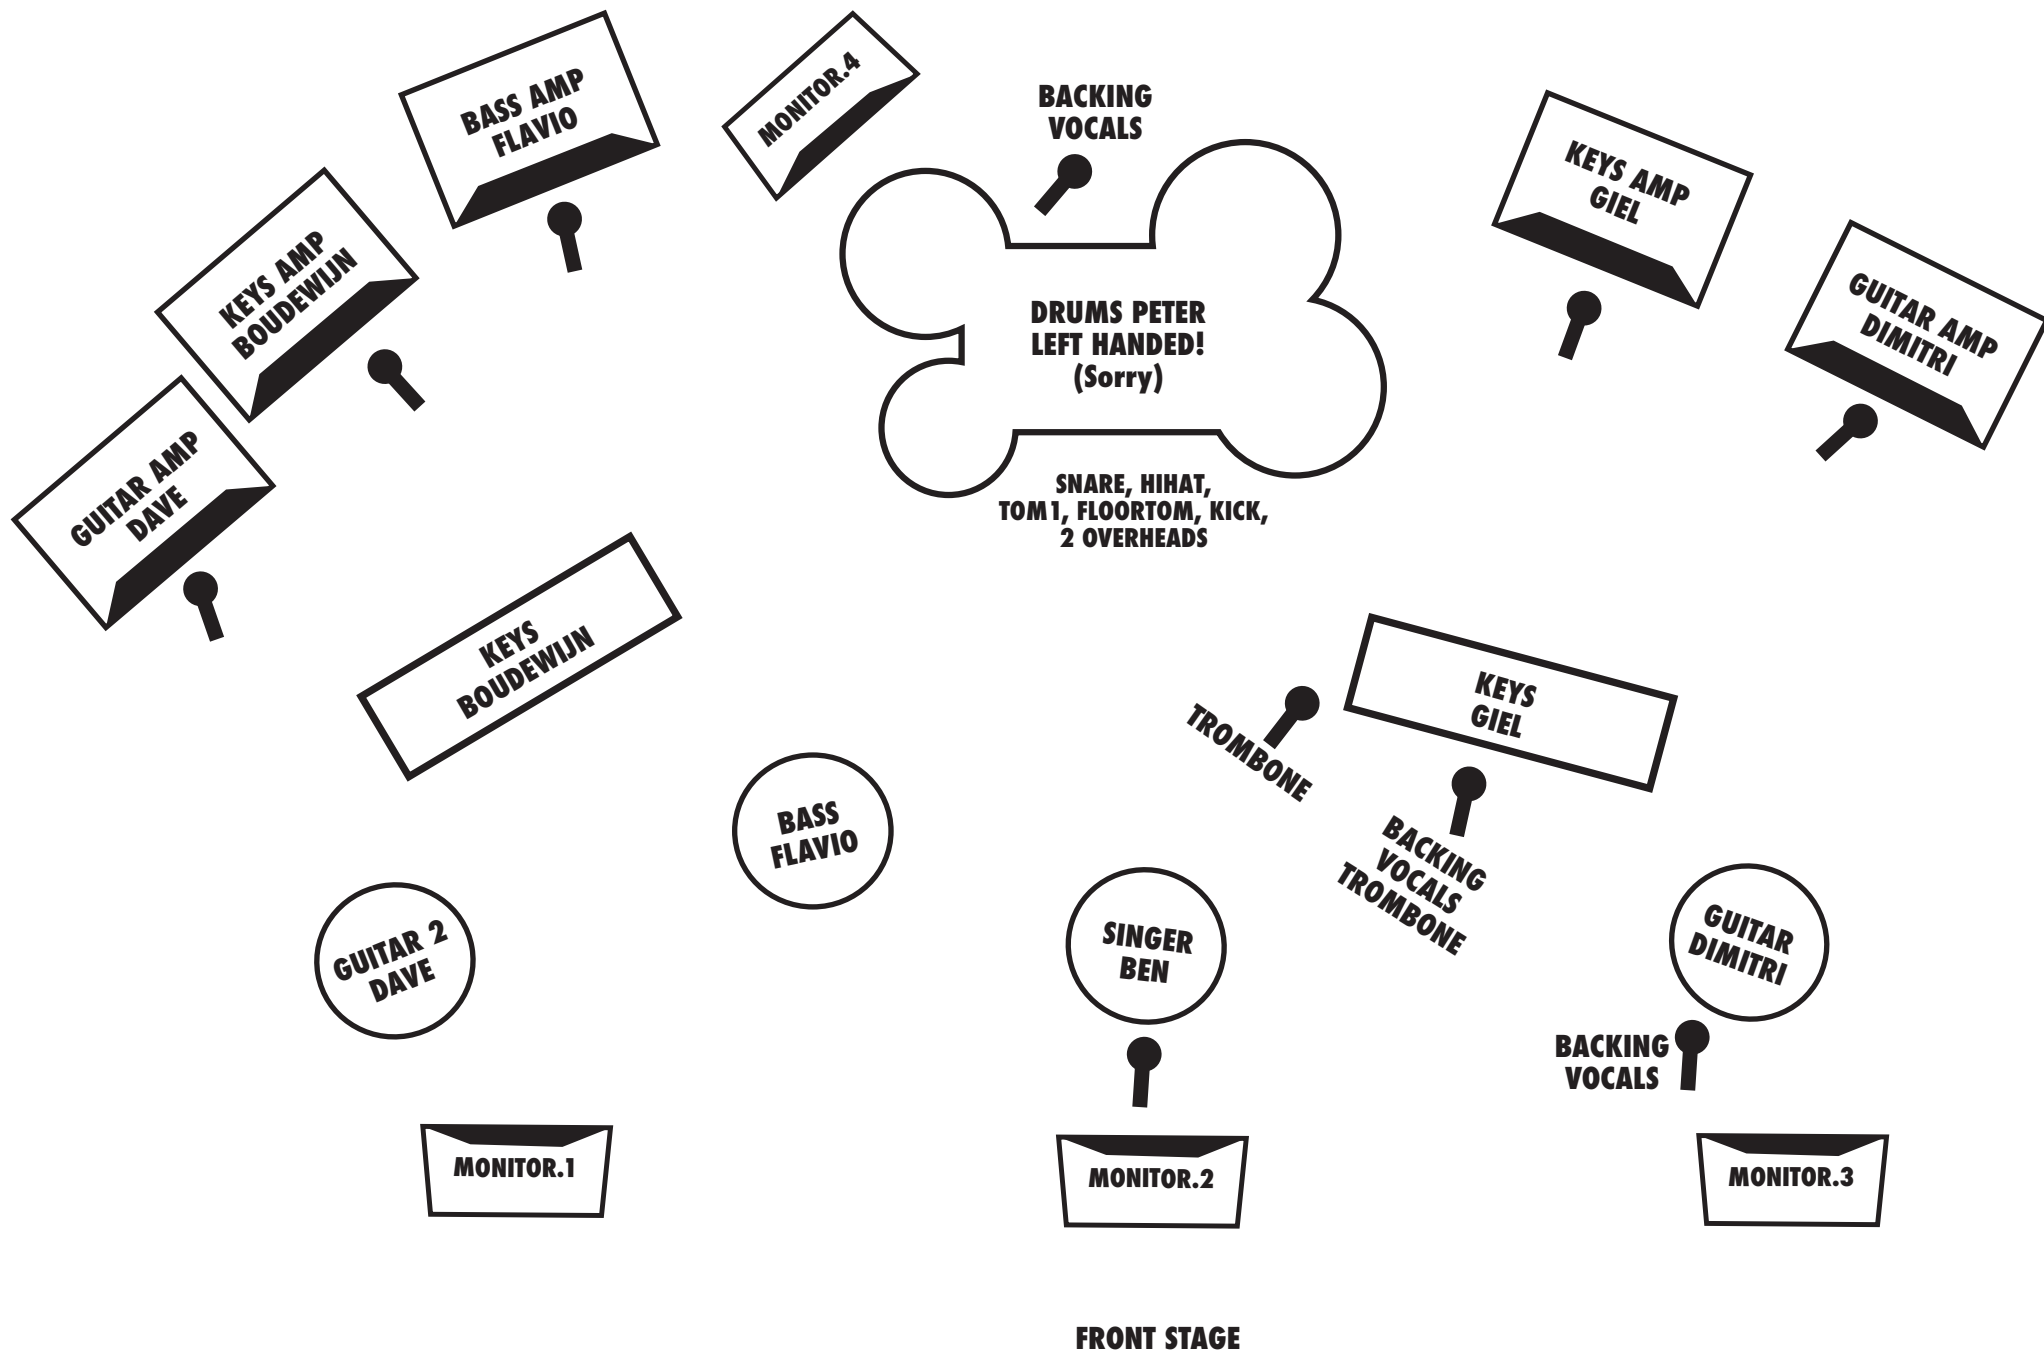 BASS AMP
FLAVIO
MONITOR.4
BACKING
VOCALS
KEYS AMP
GIEL
KEYS AMP
BOUDEWIJN
GUITAR AMP
DIMITRI
DRUMS PETER
LEFT HANDED!
(Sorry)
GUITAR AMP
DAVE
SNARE, HIHAT,
TOM1, FLOORTOM, KICK,
2 OVERHEADS
KEYS
BOUDEWIJN
KEYS
GIEL
TROMBONE
BASS
FLAVIO
BACKING
VOCALS
TROMBONE
GUITAR 2
DAVE
SINGER
BEN
GUITAR
DIMITRI
BACKING
VOCALS
MONITOR.1
MONITOR.2
MONITOR.3
FRONT STAGE